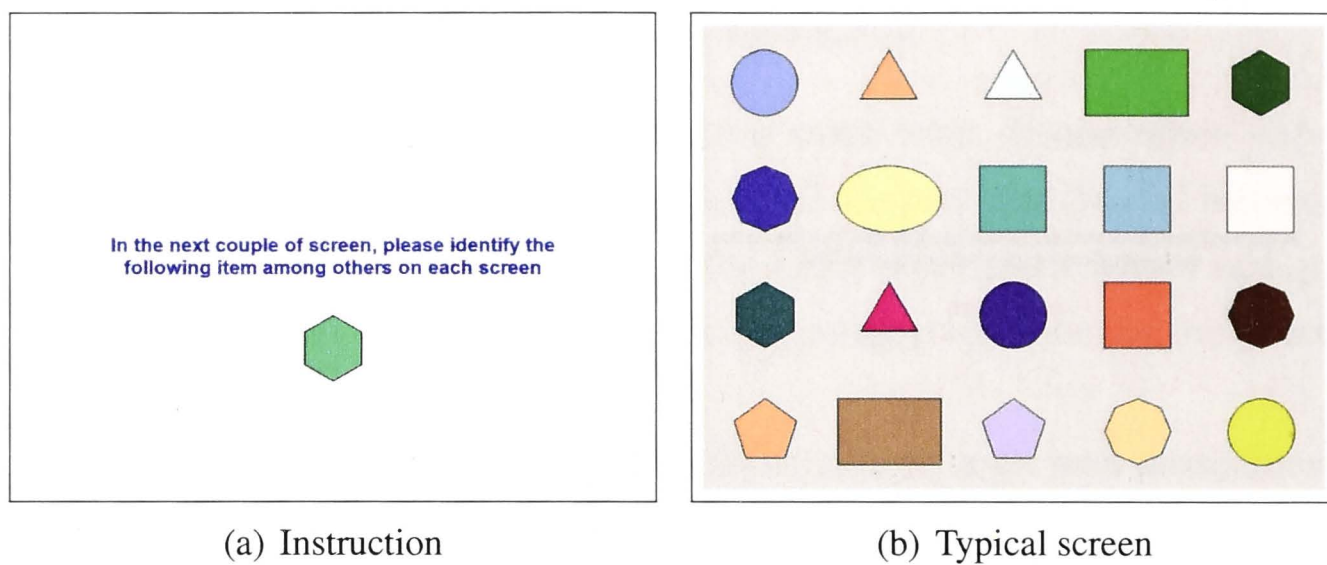 In the next couple of screen, please identify the
following item among others on each screen
(a) Instruction
(b) Typical screen